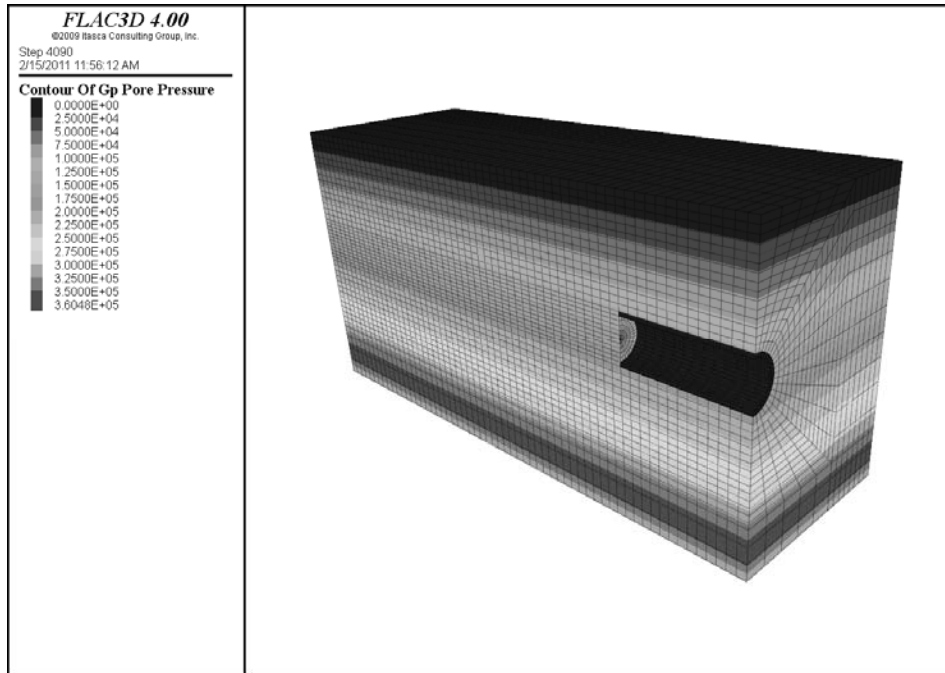 FLAC3D 4.00
©2009 Itasca Consulting Group, Inc.
Step 4090
2/15/2011 11:56:12 AM
Contour Of Gp Pore Pressure
0.0000E+00
2.5000E+04
5.0000E+04
7.5000E+04
1.0000E+05
1.2500E+05
1.5000E+05
1.7500E+05
2.0000E+05
2.2500E+05
2.5000E+05
2.7500E+05
3.0000E+05
3.2500E+05
3.5000E+05
3.6048E+05